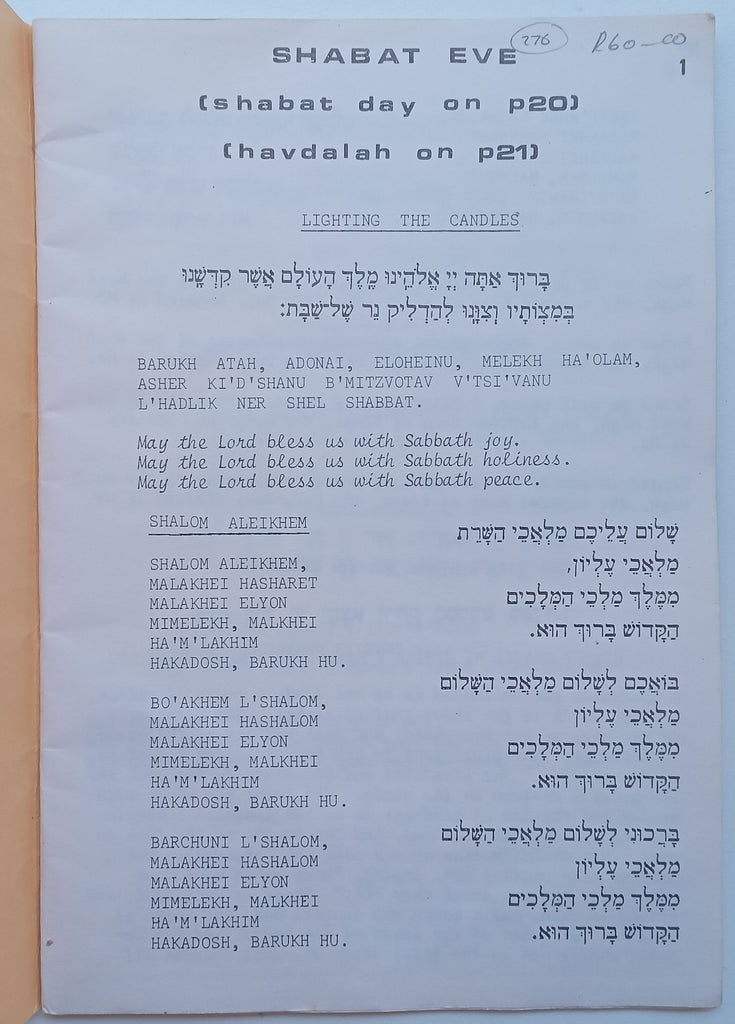 SHABAT EVE
276
R60-00
1
(shabat day on p20)
(havdalah on p21)
LIGHTING THE CANDLES
בָּרוּךְ אַתָּה יְיָ אֱלֹהֵינוּ מֶלֶךְ הָעוֹלָם אֲשֶׁר קִדְּשָׁנוּ
בְּמִצְוֹתָיו וְצִוָּנוּ לְהַדְלִיק נֵר שֶׁל־שַׁבָּת:
BARUKH ATAH, ADONAI, ELOHEINU, MELEKH HA'OLAM,
ASHER KI'D'SHANU B'MITZVOTAV V'TSI'VANU
L'HADLIK NER SHEL SHABBAT.
May the Lord bless us with Sabbath joy.
May the Lord bless us with Sabbath holiness.
May the Lord bless us with Sabbath peace.
SHALOM ALEIKHEM
SHALOM ALEIKHEM,
MALAKHEI HASHARET
MALAKHEI ELYON
MIMELEKH, MALKHEI
HA'M'LAKHIM
HAKADOSH, BARUKH HU.
שָׁלוֹם עֲלֵיכֶם מַלְאֲכֵי הַשָּׁרֵת
מַלְאֲכֵי עֶלְיוֹן,
מִמֶּלֶךְ מַלְכֵי הַמְּלָכִים
הַקָּדוֹשׁ בָּרוּךְ הוּא.
BO'AKHEM L'SHALOM,
MALAKHEI HASHALOM
MALAKHEI ELYON
MIMELEKH, MALKHEI
HA'M'LAKHIM
HAKADOSH, BARUKH HU.
בּוֹאֲכֶם לְשָׁלוֹם מַלְאֲכֵי הַשָּׁלוֹם
מַלְאֲכֵי עֶלְיוֹן
מִמֶּלֶךְ מַלְכֵי הַמְּלָכִים
הַקָּדוֹשׁ בָּרוּךְ הוּא.
BARCHUNI L'SHALOM,
MALAKHEI HASHALOM
MALAKHEI ELYON
MIMELEKH, MALKHEI
HA'M'LAKHIM
HAKADOSH, BARUKH HU.
בָּרְכוּנִי לְשָׁלוֹם מַלְאֲכֵי הַשָּׁלוֹם
מַלְאֲכֵי עֶלְיוֹן
מִמֶּלֶךְ מַלְכֵי הַמְּלָכִים
הַקָּדוֹשׁ בָּרוּךְ הוּא.